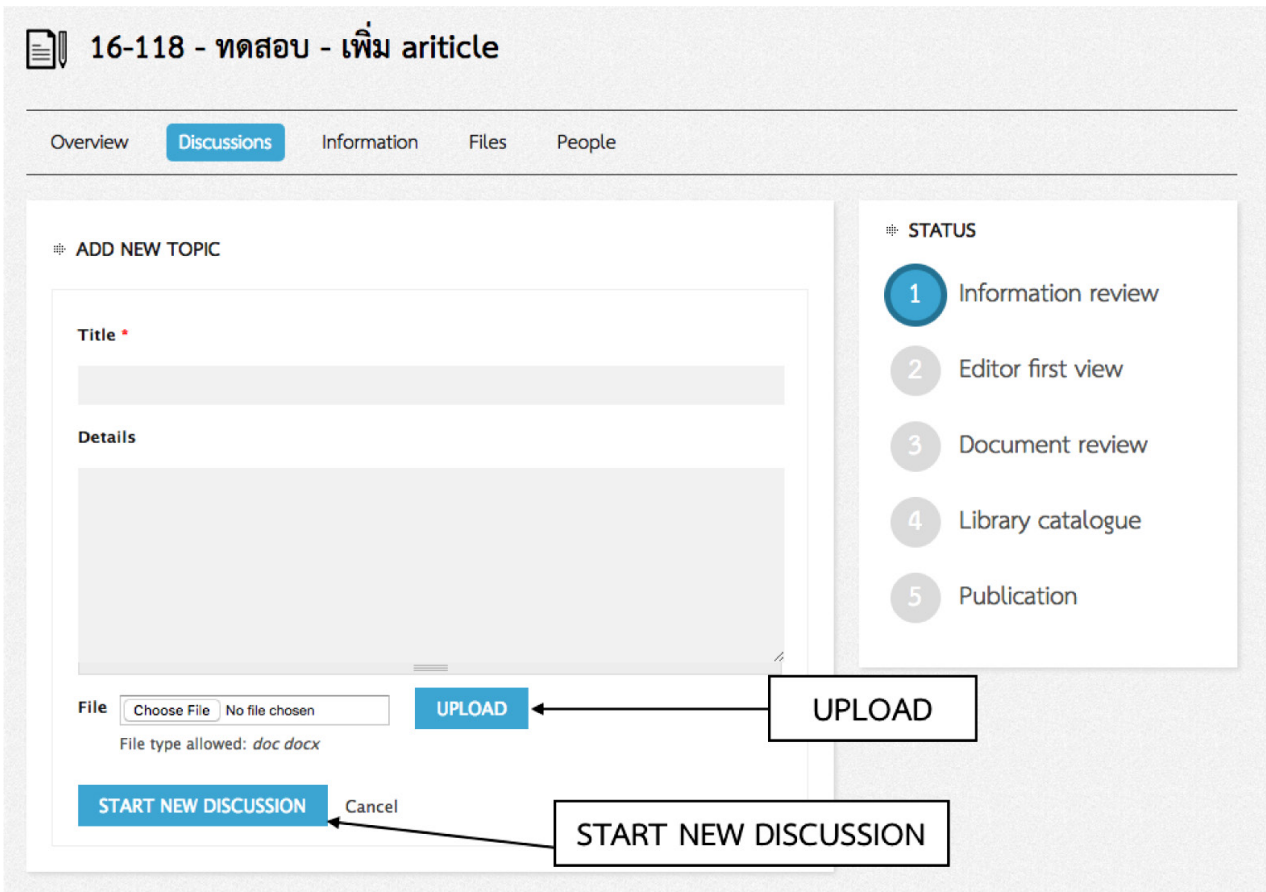 16-118 - ทดสอบ - เพิ่ม ariticle
Overview Discussions Information Files People
ADD NEW TOPIC
Title *
Details
File Choose File No file chosen UPLOAD
File type allowed: doc docx
START NEW DISCUSSION Cancel
STATUS
1 Information review
2 Editor first view
3 Document review
4 Library catalogue
5 Publication
UPLOAD
START NEW DISCUSSION